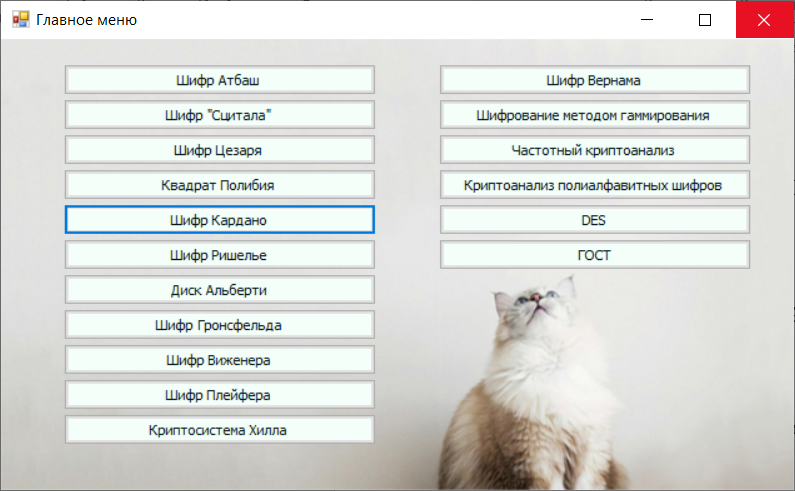 Главное меню
Шифр Атбаш
Шифр "Сцитала"
Шифр Цезаря
Квадрат Полибия
Шифр Кардано
Шифр Ришелье
Диск Альберти
Шифр Гронсфельда
Шифр Виженера
Шифр Плейфера
Криптосистема Хилла
Шифр Вернама
Шифрование методом гаммирования
Частотный криптоанализ
Криптоанализ полиалфавитных шифров
DES
ГОСТ